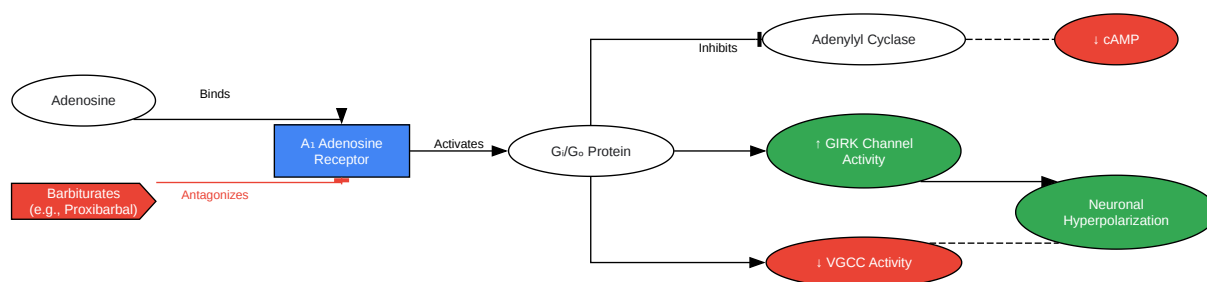 Inhibits
Adenylyl Cyclase
↓ cAMP
Adenosine
Binds
A₁ Adenosine
Receptor
Activates
Gᵢ/Gₒ Protein
↑ GIRK Channel
Activity
Barbiturates
(e.g., Proxibarbal)
Antagonizes
Neuronal
Hyperpolarization
↓ VGCC Activity